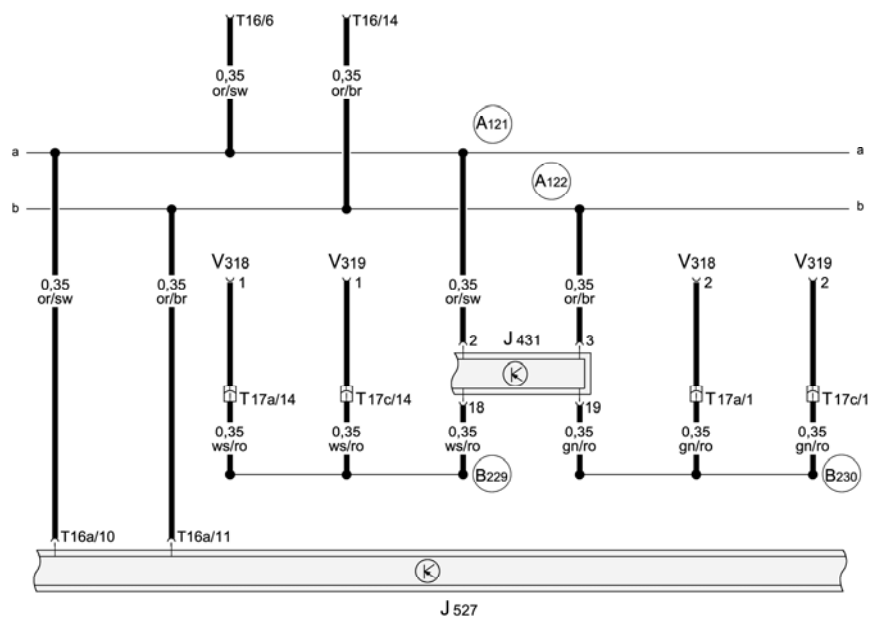 T16/6
T16/14
0,35
or/sw
0,35
or/br
A121
a
a
A122
b
b
0,35
or/sw
0,35
or/br
V318
1
V319
1
0,35
or/sw
0,35
or/br
V318
2
V319
2
2
J 431
3
T17a/14
T17c/14
18
19
T17a/1
T17c/1
0,35
ws/ro
0,35
ws/ro
0,35
ws/ro
0,35
gn/ro
0,35
gn/ro
0,35
gn/ro
B229
B230
T16a/10
T16a/11
J 527